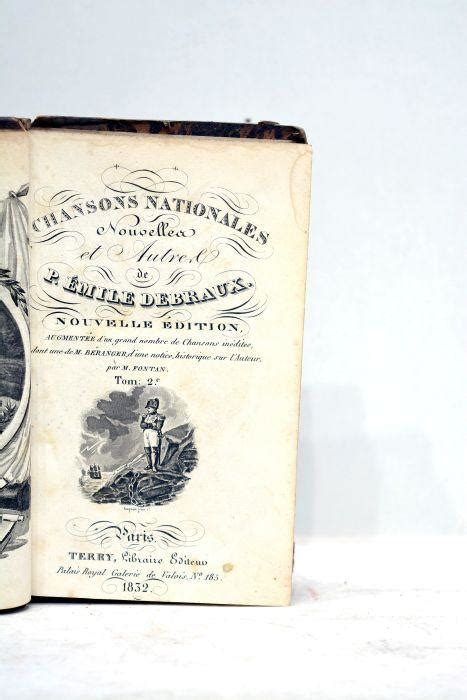 CHANSONS NATIONALES
Nouvelles
et Autres
de
P. ÉMILE DEBRAUX.
NOUVELLE ÉDITION,
AUGMENTÉE d'un grand nombre de Chansons inédites,
dont une de M. BÉRANGER, d'une notice, historique sur l'Auteur,
par M. FONTAN.
Tom: 2.e
Paris.
TERRY, Libraire Editeur
Palais Royal Galerie de Valois, No. 185.
1832.